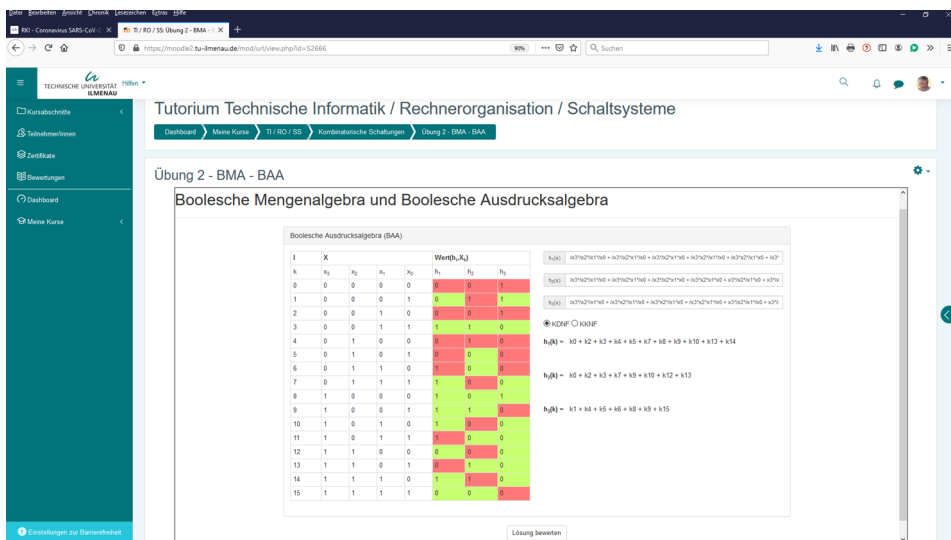 Datei Bearbeiten Ansicht Chronik Lesezeichen Extras Hilfe
RKI - Coronavirus SARS-CoV-2
TI / RO / SS: Übung 2 - BMA - B
https://moodle2.tu-ilmenau.de/mod/url/view.php?id=52666
90%
Suchen
TECHNISCHE UNIVERSITÄT
ILMENAU
Hilfen
Kursabschnitte
Teilnehmer/innen
Zertifikate
Bewertungen
Dashboard
Meine Kurse
Einstellungen zur Barrierefreiheit
Tutorium Technische Informatik / Rechnerorganisation / Schaltsysteme
Dashboard Meine Kurse TI / RO / SS Kombinatorische Schaltungen Übung 2 - BMA - BAA
Übung 2 - BMA - BAA
Boolesche Mengenalgebra und Boolesche Ausdrucksalgebra
Boolesche Ausdrucksalgebra (BAA)
I X Wert(hᵢ,Xₖ)
k x₃ x₂ x₁ x₀ h₁ h₂ h₃
0 0 0 0 0 0 0 1
1 0 0 0 1 0 1 1
2 0 0 1 0 0 0 1
3 0 0 1 1 1 1 0
4 0 1 0 0 0 1 0
5 0 1 0 1 0 0 0
6 0 1 1 0 1 0 0
7 0 1 1 1 1 0 0
8 1 0 0 0 1 0 1
9 1 0 0 1 1 1 0
10 1 0 1 0 1 0 0
11 1 0 1 1 1 0 0
12 1 1 0 0 0 0 0
13 1 1 0 1 0 1 0
14 1 1 1 0 1 1 0
15 1 1 1 1 0 0 0
h₁(x)
h₂(x)
h₃(x)
KDNF KKNF
h₁(k) = k0 + k2 + k3 + k4 + k5 + k7 + k8 + k9 + k10 + k13 + k14
h₂(k) = k0 + k2 + k3 + k7 + k9 + k10 + k12 + k13
h₃(k) = k1 + k4 + k5 + k6 + k8 + k9 + k15
Lösung bewerten